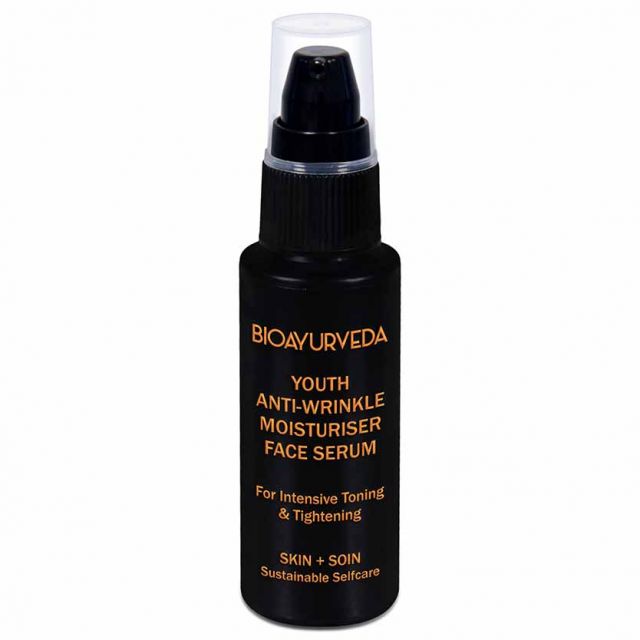 BIOAYURVEDA
YOUTH
ANTI-WRINKLE
MOISTURISER
FACE SERUM
For Intensive Toning
& Tightening
SKIN + SOIN
Sustainable Selfcare